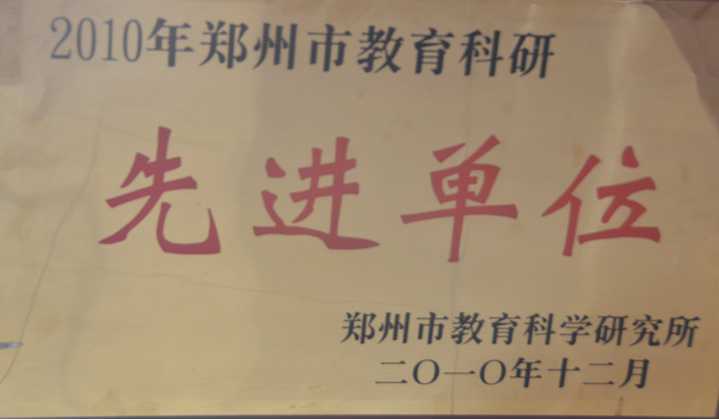 2010年郑州市教育科研
先进单位
郑州市教育科学研究所
二〇一〇年十二月